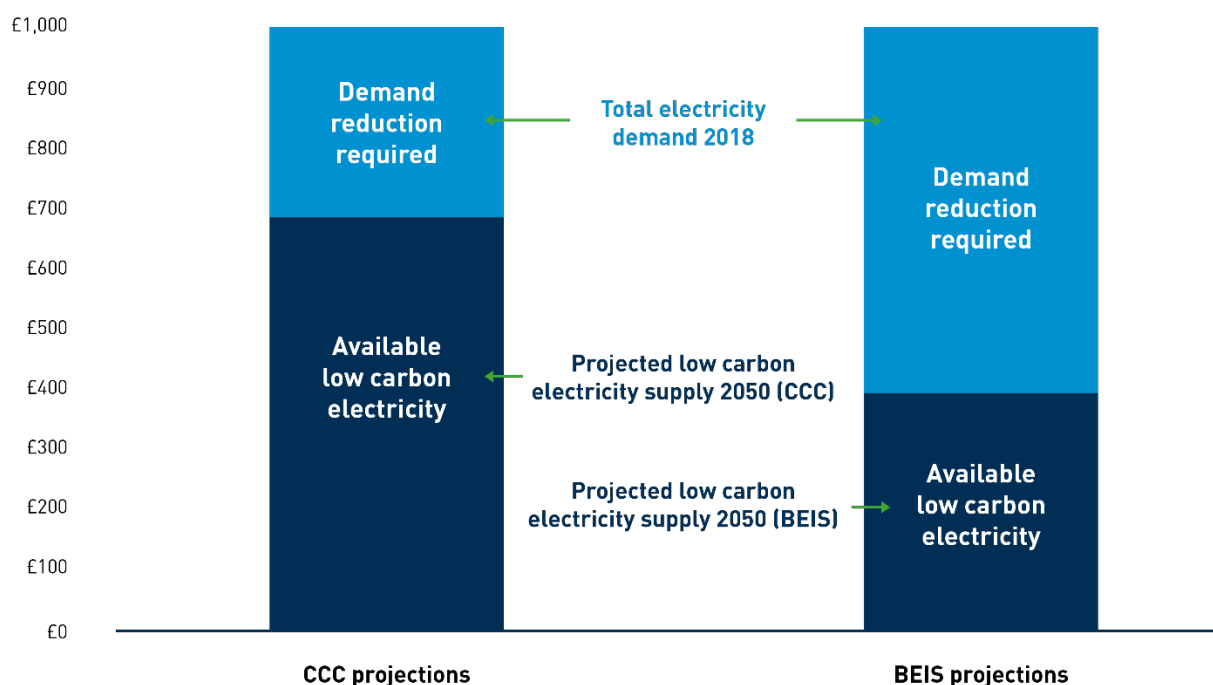 £1,000
£900
£800
£700
£600
£500
£400
£300
£200
£100
£0
Demand
reduction
required
Total electricity
demand 2018
Demand
reduction
required
Available
low carbon
electricity
Projected low carbon
electricity supply 2050 (CCC)
Projected low carbon
electricity supply 2050 (BEIS)
Available
low carbon
electricity
CCC projections
BEIS projections